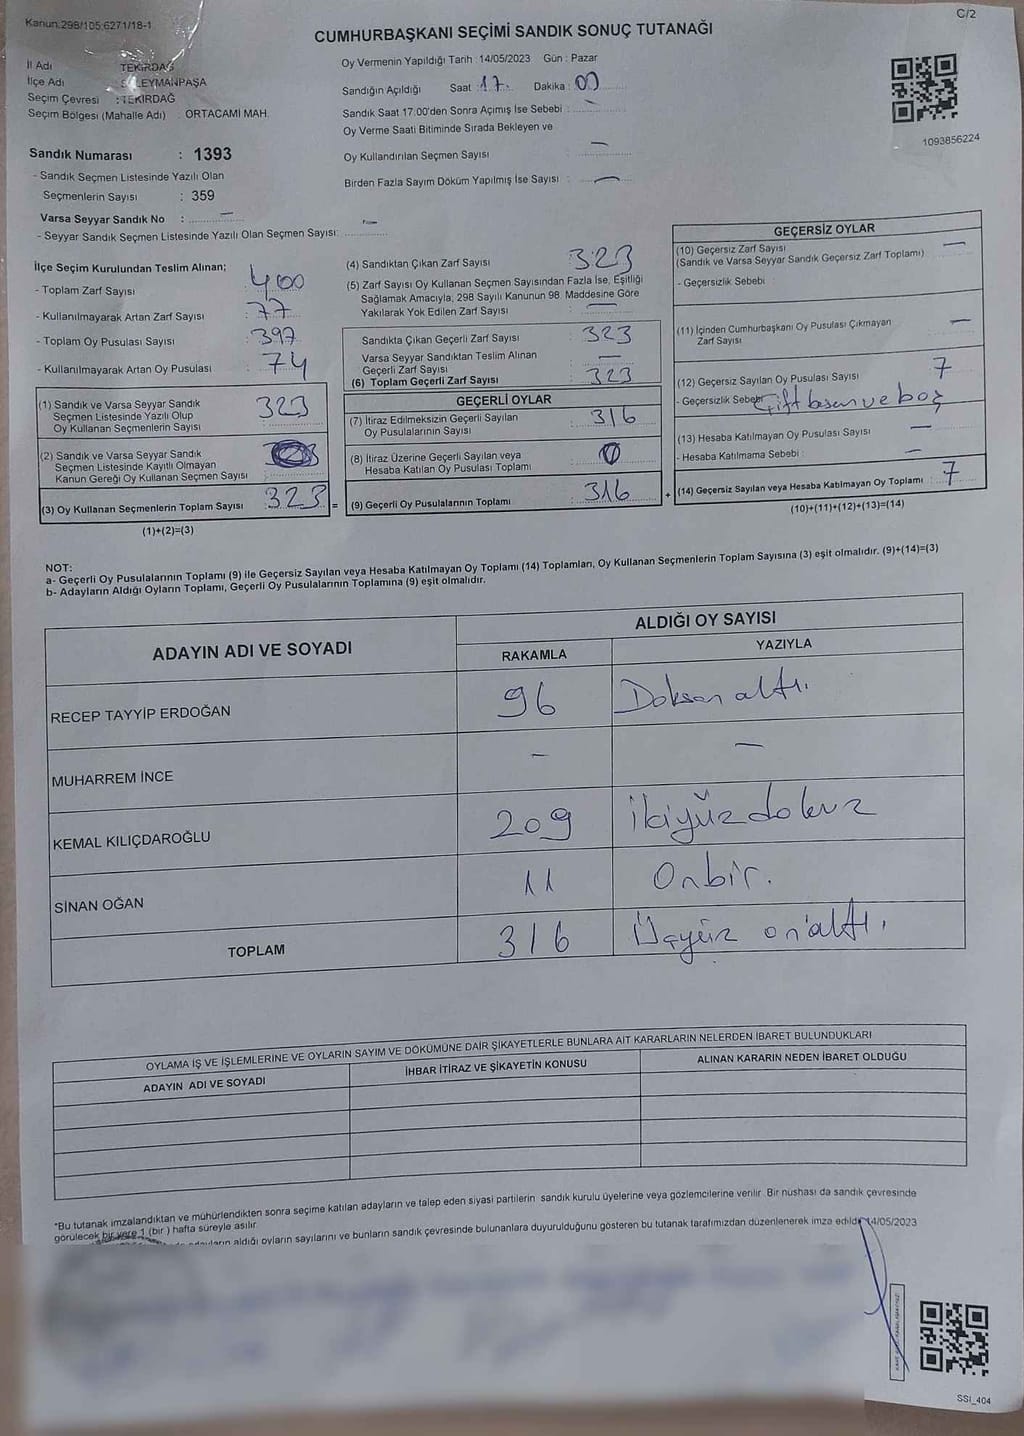 Kanun.298/105 6271/18-1
C/2
CUMHURBAŞKANI SEÇİMİ SANDIK SONUÇ TUTANAĞI
İl Adı TEKİRDAĞ
İlçe Adı SÜLEYMANPAŞA
Seçim Çevresi : TEKİRDAĞ
Seçim Bölgesi (Mahalle Adı) : ORTACAMİ MAH.
Sandık Numarası : 1393
- Sandık Seçmen Listesinde Yazılı Olan
Seçmenlerin Sayısı : 359
Varsa Seyyar Sandık No : —
- Seyyar Sandık Seçmen Listesinde Yazılı Olan Seçmen Sayısı: —
Oy Vermenin Yapıldığı Tarih 14/05/2023 Gün : Pazar
Sandığın Açıldığı Saat 17 Dakika : 00
Sandık Saat 17:00'den Sonra Açımış İse Sebebi : —
Oy Verme Saati Bitiminde Sırada Bekleyen ve
Oy Kullandırılan Seçmen Sayısı : —
Birden Fazla Sayım Döküm Yapılmış İse Sayısı : —
1093856224
İlçe Seçim Kurulundan Teslim Alınan;
- Toplam Zarf Sayısı : 400
- Kullanılmayarak Artan Zarf Sayısı : 77
- Toplam Oy Pusulası Sayısı : 397
- Kullanılmayarak Artan Oy Pusulası : 74
(1) Sandık ve Varsa Seyyar Sandık
Seçmen Listesinde Yazılı Olup
Oy Kullanan Seçmenlerin Sayısı : 323
(2) Sandık ve Varsa Seyyar Sandık
Seçmen Listesinde Kayıtlı Olmayan
Kanun Gereği Oy Kullanan Seçmen Sayısı
(3) Oy Kullanan Seçmenlerin Toplam Sayısı : 323 =
(1)+(2)=(3)
(4) Sandıktan Çıkan Zarf Sayısı : 323
(5) Zarf Sayısı Oy Kullanan Seçmen Sayısından Fazla İse, Eşitliği
Sağlamak Amacıyla, 298 Sayılı Kanunun 98 Maddesine Göre
Yakılarak Yok Edilen Zarf Sayısı : —
Sandıkta Çıkan Geçerli Zarf Sayısı : 323
Varsa Seyyar Sandıktan Teslim Alınan
Geçerli Zarf Sayısı : —
(6) Toplam Geçerli Zarf Sayısı : 323
GEÇERLİ OYLAR
(7) İtiraz Edilmeksizin Geçerli Sayılan
Oy Pusulalarının Sayısı : 316
(8) İtiraz Üzerine Geçerli Sayılan veya
Hesaba Katılan Oy Pusulası Toplamı : 0
(9) Geçerli Oy Pusulalarının Toplamı : 316 +
GEÇERSİZ OYLAR
(10) Geçersiz Zarf Sayısı
(Sandık ve Varsa Seyyar Sandık Geçersiz Zarf Toplamı) —
- Geçersizlik Sebebi :
(11) İçinden Cumhurbaşkanı Oy Pusulası Çıkmayan
Zarf Sayısı : —
(12) Geçersiz Sayılan Oy Pusulası Sayısı : 7
- Geçersizlik Sebebi Çift basım ve boş
(13) Hesaba Katılmayan Oy Pusulası Sayısı : —
- Hesaba Katılmama Sebebi : —
(14) Geçersiz Sayılan veya Hesaba Katılmayan Oy Toplamı : 7
(10)+(11)+(12)+(13)=(14)
NOT:
a- Geçerli Oy Pusulalarının Toplamı (9) ile Geçersiz Sayılan veya Hesaba Katılmayan Oy Toplamı (14) Toplamları, Oy Kullanan Seçmenlerin Toplam Sayısına (3) eşit olmalıdır. (9)+(14)=(3)
b- Adayların Aldığı Oyların Toplamı, Geçerli Oy Pusulalarının Toplamına (9) eşit olmalıdır.
ADAYIN ADI VE SOYADI
ALDIĞI OY SAYISI
RAKAMLA YAZIYLA
RECEP TAYYİP ERDOĞAN 96 Doksan altı.
MUHARREM İNCE — —
KEMAL KILIÇDAROĞLU 209 İkiyüz dokuz
SİNAN OĞAN 11 Onbir.
TOPLAM 316 Üçyüz on'altı.
OYLAMA İŞ VE İŞLEMLERİNE VE OYLARIN SAYIM VE DÖKÜMÜNE DAİR ŞİKAYETLERLE BUNLARA AİT KARARLARIN NELERDEN İBARET BULUNDUKLARI
ADAYIN ADI VE SOYADI İHBAR İTİRAZ VE ŞİKAYETİN KONUSU ALINAN KARARIN NEDEN İBARET OLDUĞU
*Bu tutanak imzalandıktan ve mühürlendikten sonra seçime katılan adayların ve talep eden siyasi partilerin sandık kurulu üyelerine veya gözlemcilerine verilir. Bir nüshası da sandık çevresinde
görülecek bir yere 1 (bir) hafta süreyle asılır.
adayların aldığı oyların sayılarını ve bunların sandık çevresinde bulunanlara duyurulduğunu gösteren bu tutanak tarafımızdan düzenlenerek imza edildi 14/05/2023
SSİ_404